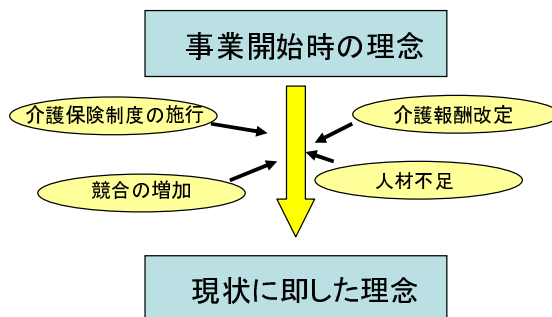 事業開始時の理念
介護保険制度の施行
介護報酬改定
競合の増加
人材不足
現状に即した理念